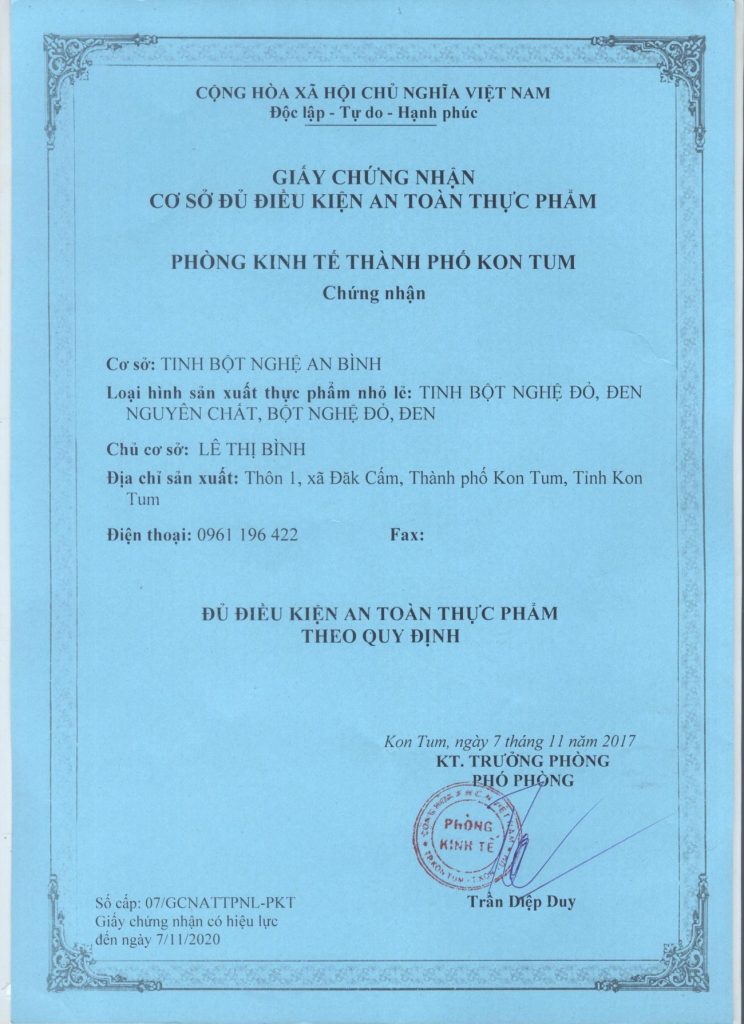 CỘNG HÒA XÃ HỘI CHỦ NGHĨA VIỆT NAM
Độc lập - Tự do - Hạnh phúc
GIẤY CHỨNG NHẬN
CƠ SỞ ĐỦ ĐIỀU KIỆN AN TOÀN THỰC PHẨM
PHÒNG KINH TẾ THÀNH PHỐ KON TUM
Chứng nhận
Cơ sở: TINH BỘT NGHỆ AN BÌNH
Loại hình sản xuất thực phẩm nhỏ lẻ: TINH BỘT NGHỆ ĐỎ, ĐEN
NGUYÊN CHẤT, BỘT NGHỆ ĐỎ, ĐEN
Chủ cơ sở: LÊ THỊ BÌNH
Địa chỉ sản xuất: Thôn 1, xã Đăk Cấm, Thành phố Kon Tum, Tỉnh Kon
Tum
Điện thoại: 0961 196 422 Fax:
ĐỦ ĐIỀU KIỆN AN TOÀN THỰC PHẨM
THEO QUY ĐỊNH
Kon Tum, ngày 7 tháng 11 năm 2017
KT. TRƯỞNG PHÒNG
PHÓ PHÒNG
PHÒNG
KINH TẾ
Trần Diệp Duy
Số cấp: 07/GCNATTPNL-PKT
Giấy chứng nhận có hiệu lực
đến ngày 7/11/2020